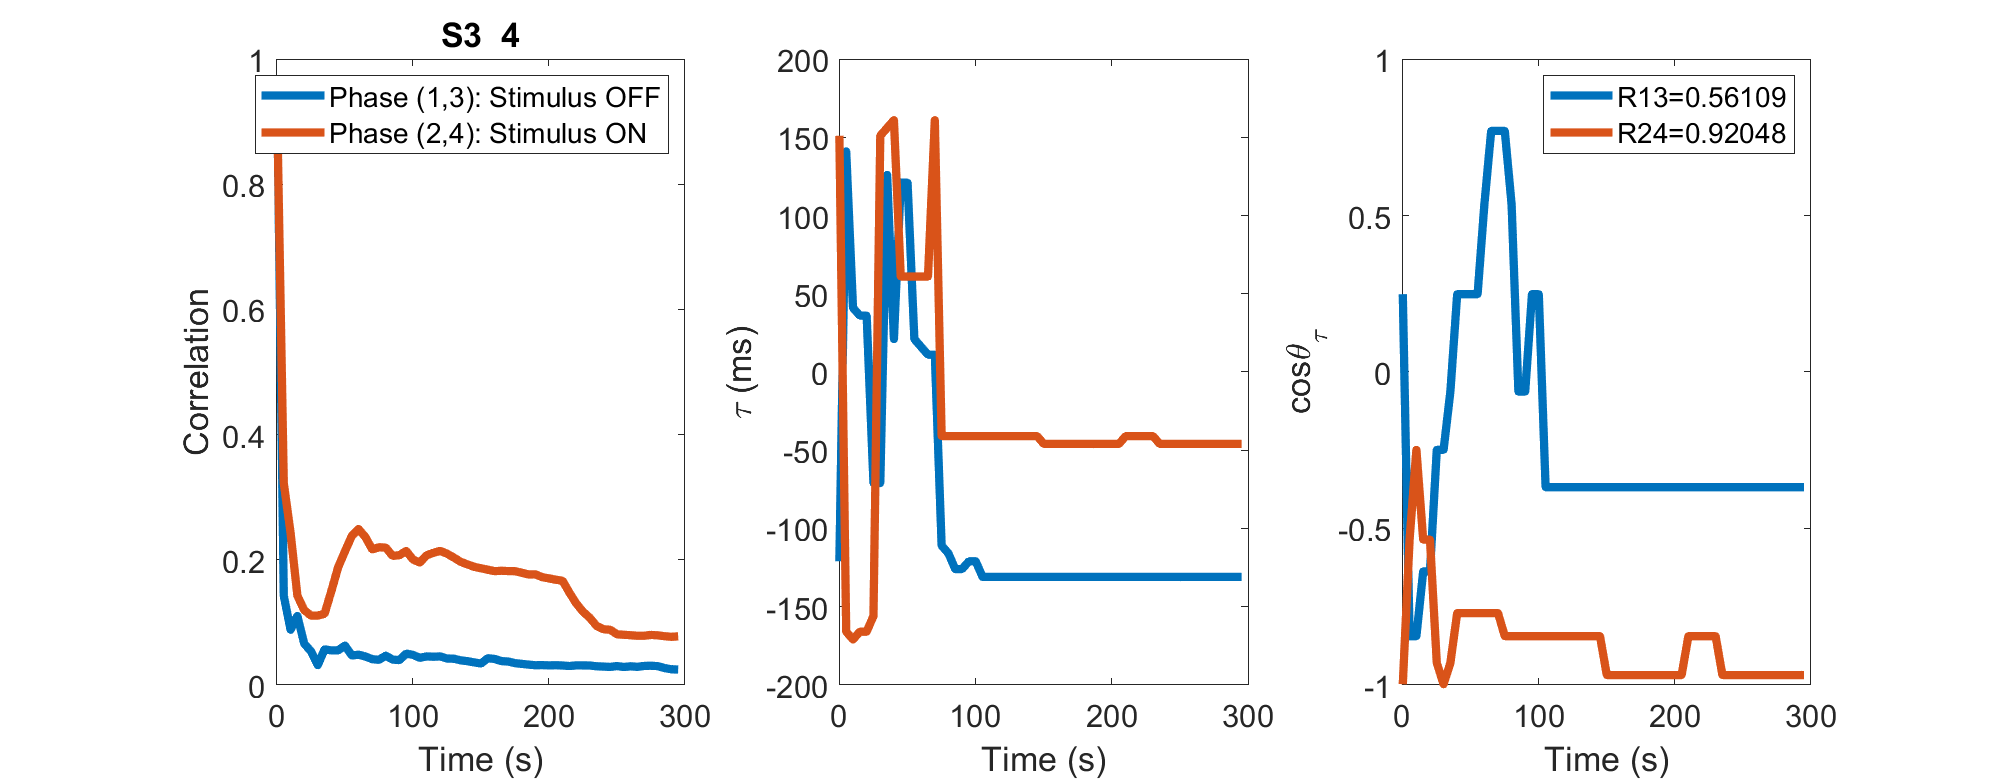 S3 4
1
0.8
0.6
0.4
0.2
0
Correlation
Phase (1,3): Stimulus OFF
Phase (2,4): Stimulus ON
0 100 200 300
Time (s)
200
150
100
50
0
-50
-100
-150
-200
τ (ms)
0 100 200 300
Time (s)
1
0.5
0
-0.5
-1
cosθτ
R13=0.56109
R24=0.92048
0 100 200 300
Time (s)